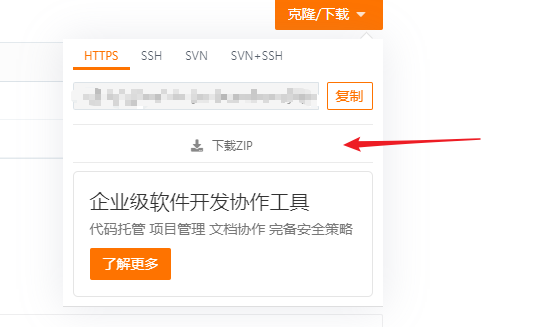 克隆/下载
HTTPS SSH SVN SVN+SSH
复制
下载ZIP
企业级软件开发协作工具
代码托管 项目管理 文档协作 完备安全策略
了解更多